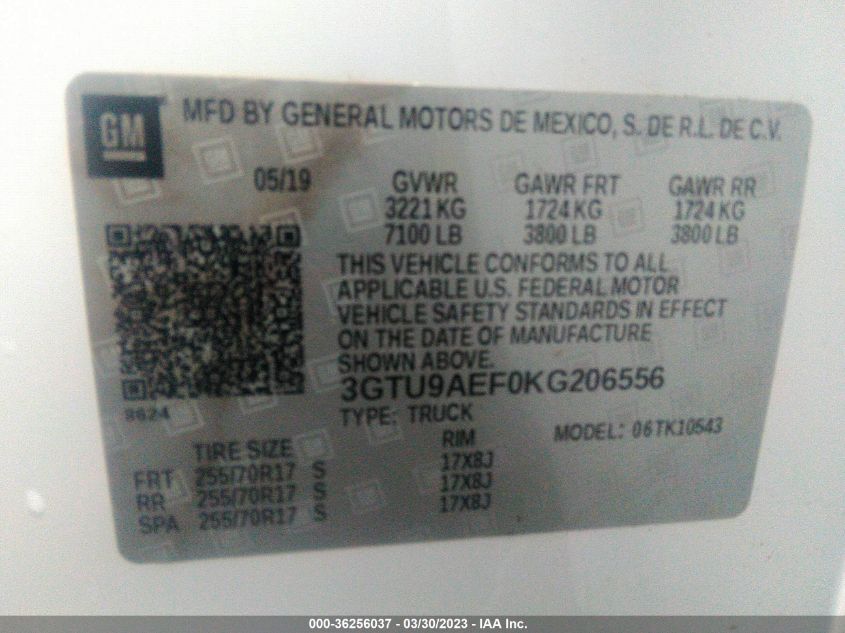 GM
MFD BY GENERAL MOTORS DE MEXICO, S. DE R.L. DE C.V.
05/19 GVWR GAWR FRT GAWR RR
3221 KG 1724 KG 1724 KG
7100 LB 3800 LB 3800 LB
THIS VEHICLE CONFORMS TO ALL
APPLICABLE U.S. FEDERAL MOTOR
VEHICLE SAFETY STANDARDS IN EFFECT
ON THE DATE OF MANUFACTURE
SHOWN ABOVE.
3GTU9AEF0KG206556
8624 TYPE: TRUCK MODEL: 06TK10543
TIRE SIZE RIM
FRT 255/70R17 S 17X8J
RR 255/70R17 S 17X8J
SPA 255/70R17 S 17X8J
000-36256037 - 03/30/2023 - IAA Inc.